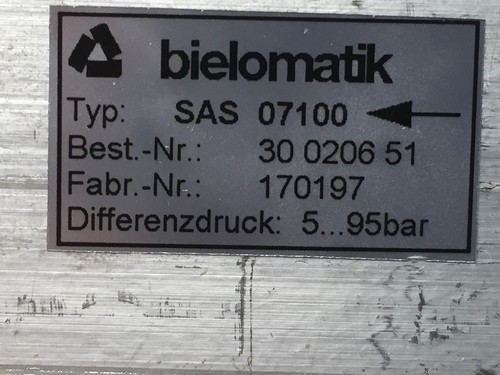 bielomatik
Typ: SAS 07100
Best.-Nr.: 30 0206 51
Fabr.-Nr.: 170197
Differenzdruck: 5...95bar